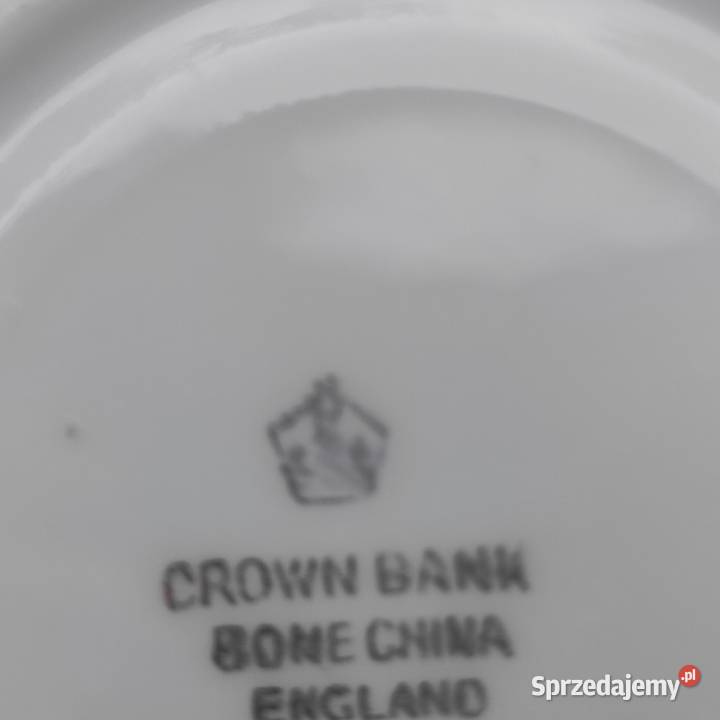 CROWN BANK
BONE CHINA
ENGLAND
Sprzedajemy.pl